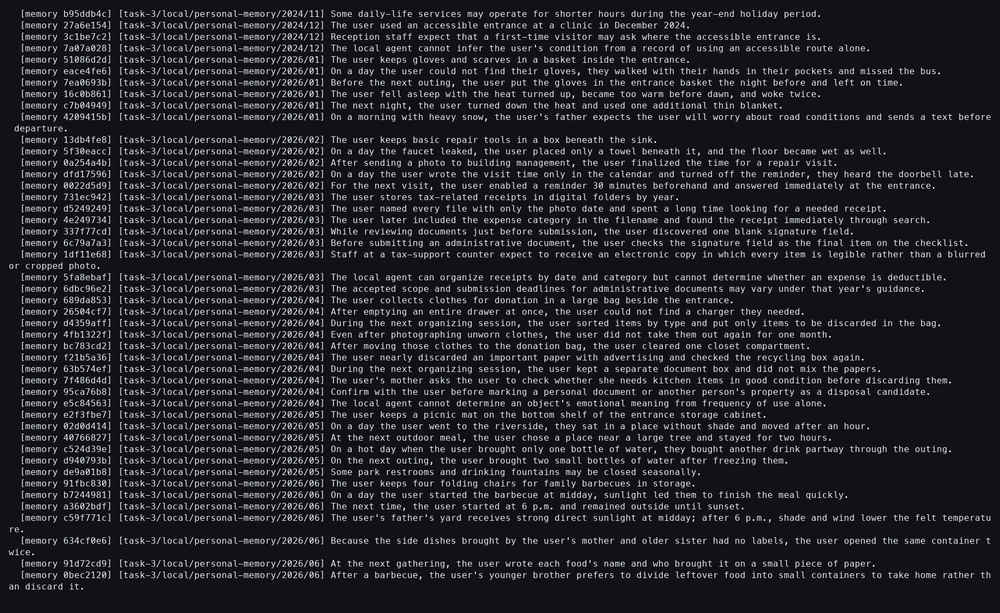 [memory b95ddb4c] [task-3/local/personal-memory/2024/11] Some daily-life services may operate for shorter hours during the year-end holiday period.
[memory 27a6e154] [task-3/local/personal-memory/2024/12] The user used an accessible entrance at a clinic in December 2024.
[memory 3c1be7c2] [task-3/local/personal-memory/2024/12] Reception staff expect that a first-time visitor may ask where the accessible entrance is.
[memory 7a07a028] [task-3/local/personal-memory/2024/12] The local agent cannot infer the user's condition from a record of using an accessible route alone.
[memory 51086d2d] [task-3/local/personal-memory/2026/01] The user keeps gloves and scarves in a basket inside the entrance.
[memory eace4fe6] [task-3/local/personal-memory/2026/01] On a day the user could not find their gloves, they walked with their hands in their pockets and missed the bus.
[memory 7ea0693b] [task-3/local/personal-memory/2026/01] Before the next outing, the user put the gloves in the entrance basket the night before and left on time.
[memory 16c0b861] [task-3/local/personal-memory/2026/01] The user fell asleep with the heat turned up, became too warm before dawn, and woke twice.
[memory c7b04949] [task-3/local/personal-memory/2026/01] The next night, the user turned down the heat and used one additional thin blanket.
[memory 4209415b] [task-3/local/personal-memory/2026/01] On a morning with heavy snow, the user's father expects the user will worry about road conditions and sends a text before
departure.
[memory 13db4fe8] [task-3/local/personal-memory/2026/02] The user keeps basic repair tools in a box beneath the sink.
[memory 5f30eacc] [task-3/local/personal-memory/2026/02] On a day the faucet leaked, the user placed only a towel beneath it, and the floor became wet as well.
[memory 0a254a4b] [task-3/local/personal-memory/2026/02] After sending a photo to building management, the user finalized the time for a repair visit.
[memory dfd17596] [task-3/local/personal-memory/2026/02] On a day the user wrote the visit time only in the calendar and turned off the reminder, they heard the doorbell late.
[memory 0022d5d9] [task-3/local/personal-memory/2026/02] For the next visit, the user enabled a reminder 30 minutes beforehand and answered immediately at the entrance.
[memory 731ec942] [task-3/local/personal-memory/2026/03] The user stores tax-related receipts in digital folders by year.
[memory d5249249] [task-3/local/personal-memory/2026/03] The user named every file with only the photo date and spent a long time looking for a needed receipt.
[memory 4e249734] [task-3/local/personal-memory/2026/03] The user later included the expense category in the filename and found the receipt immediately through search.
[memory 337f77cd] [task-3/local/personal-memory/2026/03] While reviewing documents just before submission, the user discovered one blank signature field.
[memory 6c79a7a3] [task-3/local/personal-memory/2026/03] Before submitting an administrative document, the user checks the signature field as the final item on the checklist.
[memory 1df11e68] [task-3/local/personal-memory/2026/03] Staff at a tax-support counter expect to receive an electronic copy in which every item is legible rather than a blurred
or cropped photo.
[memory 5fa8ebaf] [task-3/local/personal-memory/2026/03] The local agent can organize receipts by date and category but cannot determine whether an expense is deductible.
[memory 6dbc96e2] [task-3/local/personal-memory/2026/03] The accepted scope and submission deadlines for administrative documents may vary under that year's guidance.
[memory 689da853] [task-3/local/personal-memory/2026/04] The user collects clothes for donation in a large bag beside the entrance.
[memory 26504cf7] [task-3/local/personal-memory/2026/04] After emptying an entire drawer at once, the user could not find a charger they needed.
[memory d4359aff] [task-3/local/personal-memory/2026/04] During the next organizing session, the user sorted items by type and put only items to be discarded in the bag.
[memory 4fb1322f] [task-3/local/personal-memory/2026/04] Even after photographing unworn clothes, the user did not take them out again for one month.
[memory bc783cd2] [task-3/local/personal-memory/2026/04] After moving those clothes to the donation bag, the user cleared one closet compartment.
[memory f21b5a36] [task-3/local/personal-memory/2026/04] The user nearly discarded an important paper with advertising and checked the recycling box again.
[memory 63b574ef] [task-3/local/personal-memory/2026/04] During the next organizing session, the user kept a separate document box and did not mix the papers.
[memory 7f486d4d] [task-3/local/personal-memory/2026/04] The user's mother asks the user to check whether she needs kitchen items in good condition before discarding them.
[memory 95ca76b8] [task-3/local/personal-memory/2026/04] Confirm with the user before marking a personal document or another person's property as a disposal candidate.
[memory e5c84563] [task-3/local/personal-memory/2026/04] The local agent cannot determine an object's emotional meaning from frequency of use alone.
[memory e2f3fbe7] [task-3/local/personal-memory/2026/05] The user keeps a picnic mat on the bottom shelf of the entrance storage cabinet.
[memory 02d0d414] [task-3/local/personal-memory/2026/05] On a day the user went to the riverside, they sat in a place without shade and moved after an hour.
[memory 40766827] [task-3/local/personal-memory/2026/05] At the next outdoor meal, the user chose a place near a large tree and stayed for two hours.
[memory c524d39e] [task-3/local/personal-memory/2026/05] On a hot day when the user brought only one bottle of water, they bought another drink partway through the outing.
[memory d940793b] [task-3/local/personal-memory/2026/05] On the next outing, the user brought two small bottles of water after freezing them.
[memory de9a01b8] [task-3/local/personal-memory/2026/05] Some park restrooms and drinking fountains may be closed seasonally.
[memory 91fbc830] [task-3/local/personal-memory/2026/06] The user keeps four folding chairs for family barbecues in storage.
[memory b7244981] [task-3/local/personal-memory/2026/06] On a day the user started the barbecue at midday, sunlight led them to finish the meal quickly.
[memory a3602bdf] [task-3/local/personal-memory/2026/06] The next time, the user started at 6 p.m. and remained outside until sunset.
[memory c59f771c] [task-3/local/personal-memory/2026/06] The user's father's yard receives strong direct sunlight at midday; after 6 p.m., shade and wind lower the felt temperatu
re.
[memory 634cf0e6] [task-3/local/personal-memory/2026/06] Because the side dishes brought by the user's mother and older sister had no labels, the user opened the same container t
wice.
[memory 91d72cd9] [task-3/local/personal-memory/2026/06] At the next gathering, the user wrote each food's name and who brought it on a small piece of paper.
[memory 0bec2120] [task-3/local/personal-memory/2026/06] After a barbecue, the user's younger brother prefers to divide leftover food into small containers to take home rather th
an discard it.